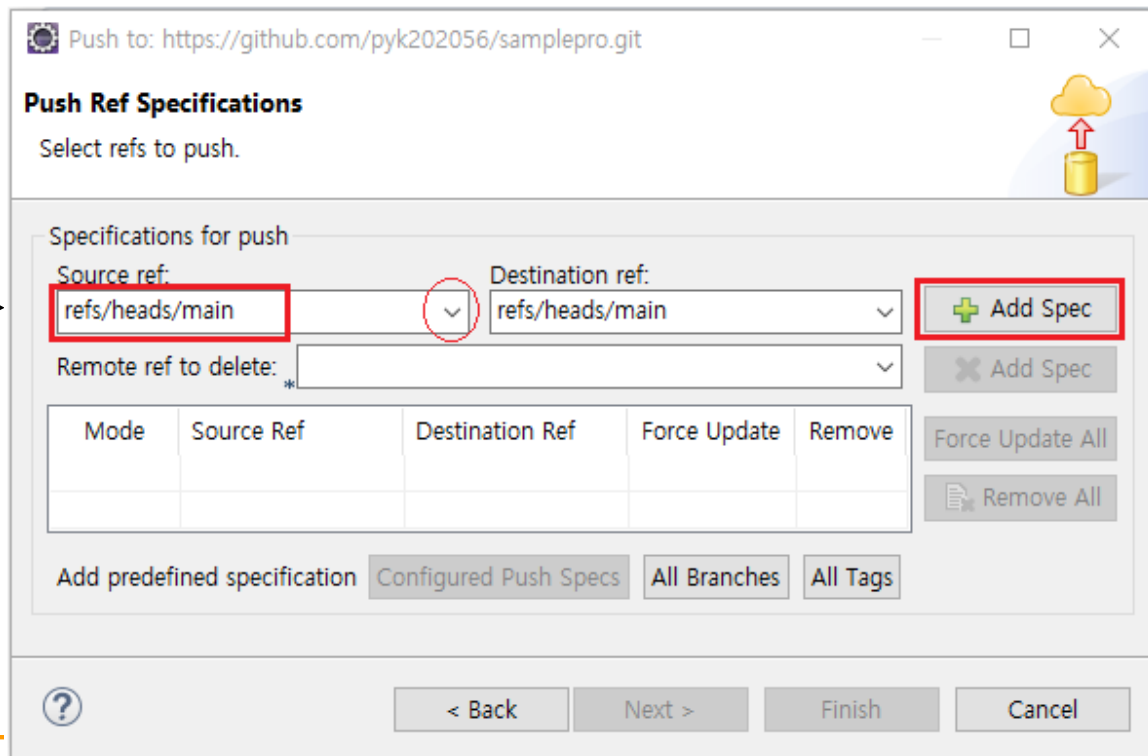 Push to: https://github.com/pyk202056/samplepro.git
Push Ref Specifications
Select refs to push.
Specifications for push
Source ref: Destination ref:
refs/heads/main refs/heads/main Add Spec
Remote ref to delete: Add Spec
Mode Source Ref Destination Ref Force Update Remove Force Update All
Remove All
Add predefined specification Configured Push Specs All Branches All Tags
? < Back Next > Finish Cancel